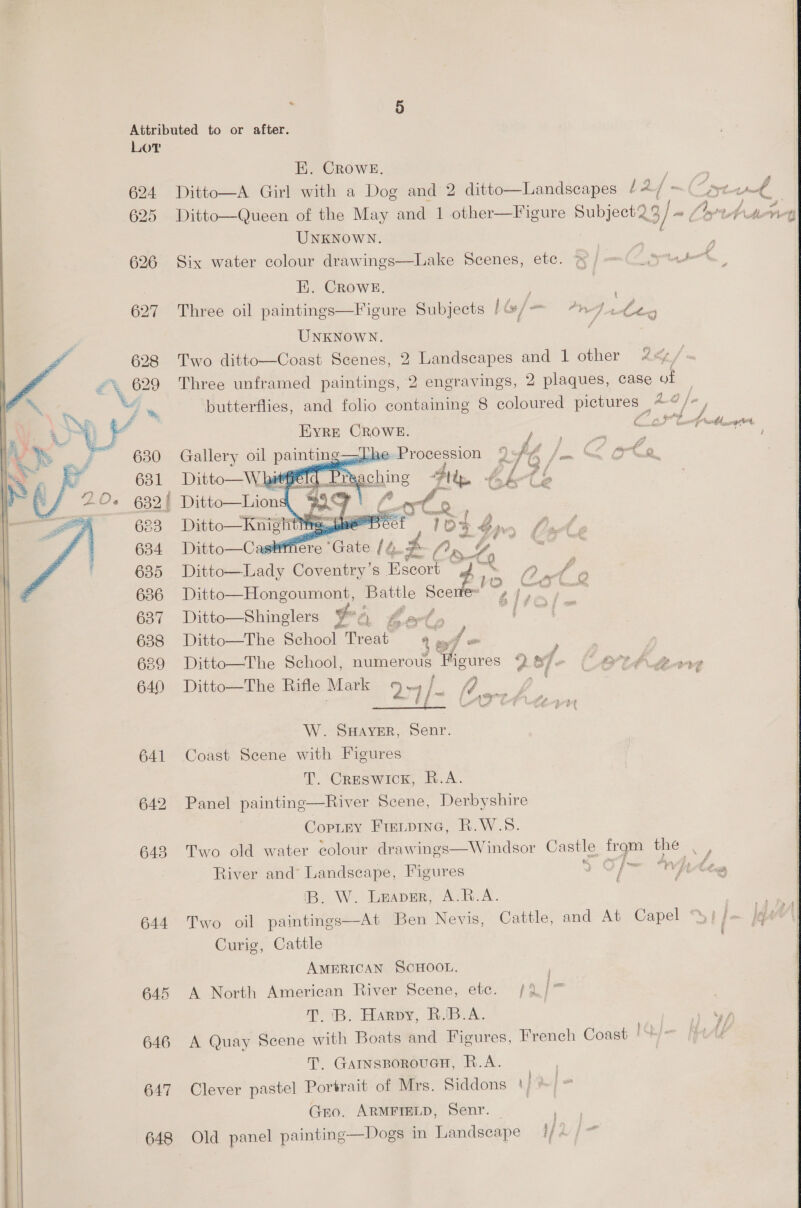 5
Attributed to or after.
LOT
E. CROWE.
624 Ditto—A Girl with a Dog and 2 ditto—Landscapes 12/-
625 Ditto—Queen of the May and 1 other—Figure Subject 23/-
UNKNOWN.
626 Six water colour drawings—Lake Scenes, etc.
E. CROWE.
627 Three oil paintings—Figure Subjects
UNKNOWN.
628 Two ditto—Coast Scenes, 2 Landscapes and 1 other
629 Three unframed paintings, 2 engravings, 2 plaques, case of
butterflies, and folio containing 8 coloured pictures
EYRE CROWE.
630 Gallery oil painting—The Procession
631 Ditto—Whitfield Preaching
20s 632 Ditto—Lions
633 Ditto—Knighting the Beef
634 Ditto—Cashmere Gate
635 Ditto—Lady Coventry's Escort
636 Ditto—Hongoumont, Battle Scene
637 Ditto—Shinglers
638 Ditto—The School Treat
639 Ditto—The School, numerous Figures
640 Ditto—The Rifle Mark 27/-
W. SHAYER, Senr.
641 Coast Scene with Figures
T. CRESWICK, R.A.
642 Panel painting—River Scene, Derbyshire
COPLEY FIELDING, R.W.S.
643 Two old water colour drawings—Windsor Castle from the
River and Landscape, Figures
B. W. LEADER, A.R.A.
644 Two oil paintings—At Ben Nevis, Cattle, and At Capel
Curig, Cattle
AMERICAN SCHOOL.
645 A North American River Scene, etc. 12/-
T. B. HARDY, R.B.A.
646 A Quay Scene with Boats and Figures, French Coast
T. GAINSBOROUGH, R.A.
647 Clever pastel Portrait of Mrs. Siddons
GEO. ARMFIELD, Senr.
648 Old panel painting—Dogs in Landscape